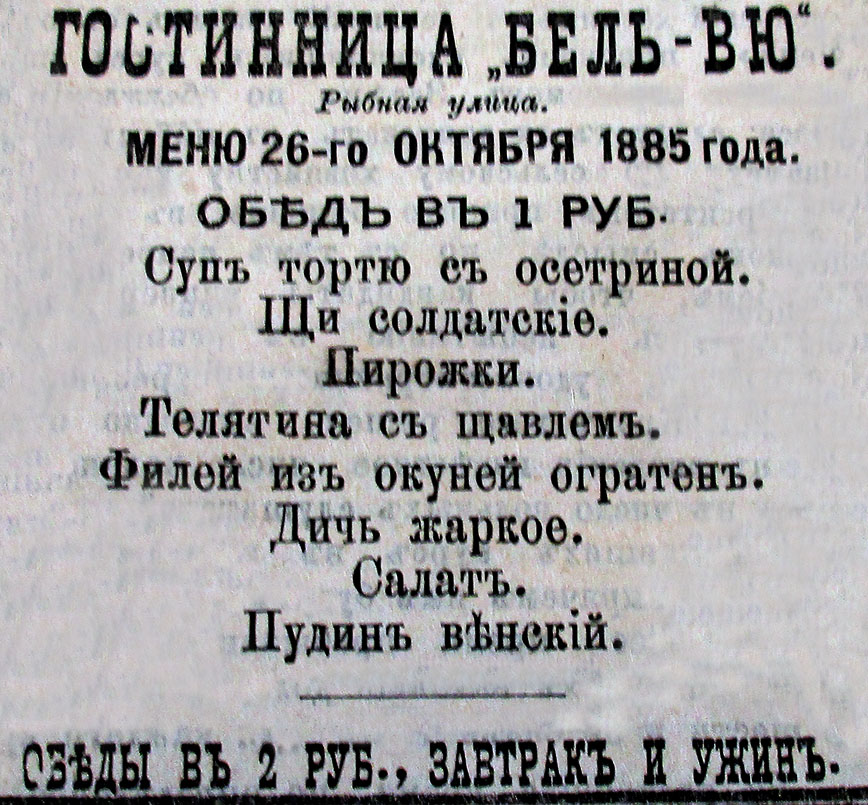 ГОСТИННИЦА „БЕЛЬ-ВЮ“.
Рыбная улица.
МЕНЮ 26-го ОКТЯБРЯ 1885 года.
ОБѢДЪ ВЪ 1 РУБ.
Супъ тортю съ осетриной.
Щи солдатскіе.
Пирожки.
Телятина съ щавлемъ.
Филей изъ окуней огратенъ.
Дичь жаркое.
Салатъ.
Пудинъ вѣнскій.
ОБѢДЫ ВЪ 2 РУБ., ЗАВТРАКЪ И УЖИНЪ.